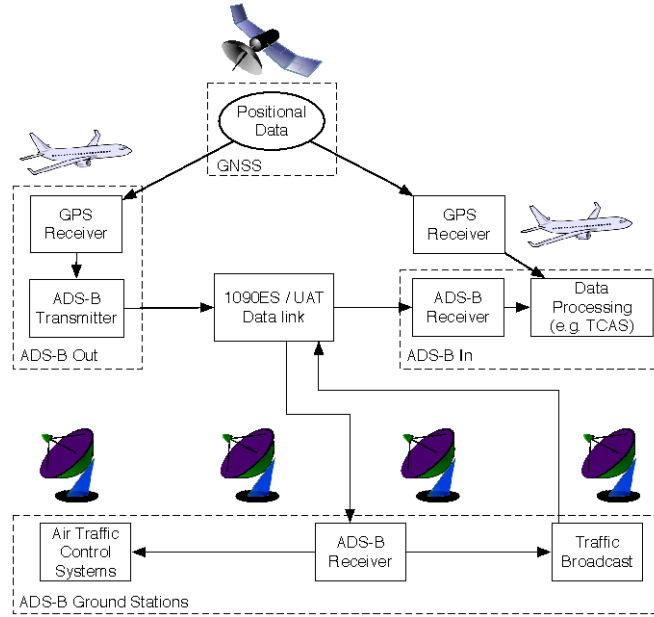 Positional
Data
GNSS
GPS
Receiver
GPS
Receiver
ADS-B
Transmitter
ADS-B Out
1090ES / UAT
Data link
ADS-B
Receiver
Data
Processing
(e.g. TCAS)
ADS-B In
Air Traffic
Control
Systems
ADS-B
Receiver
Traffic
Broadcast
ADS-B Ground Stations